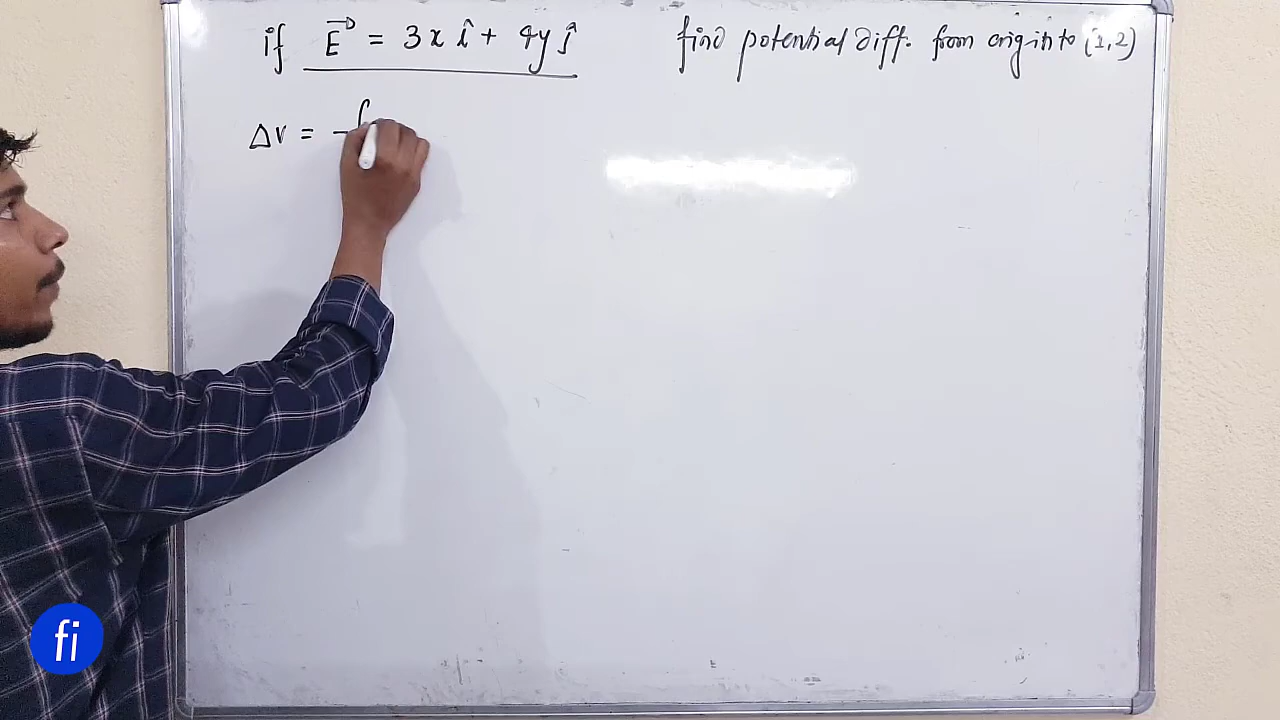 if E⃗ = 3x î + 4y ĵ find potential diff. from origin to (1,2)
ΔV = -∫
fi